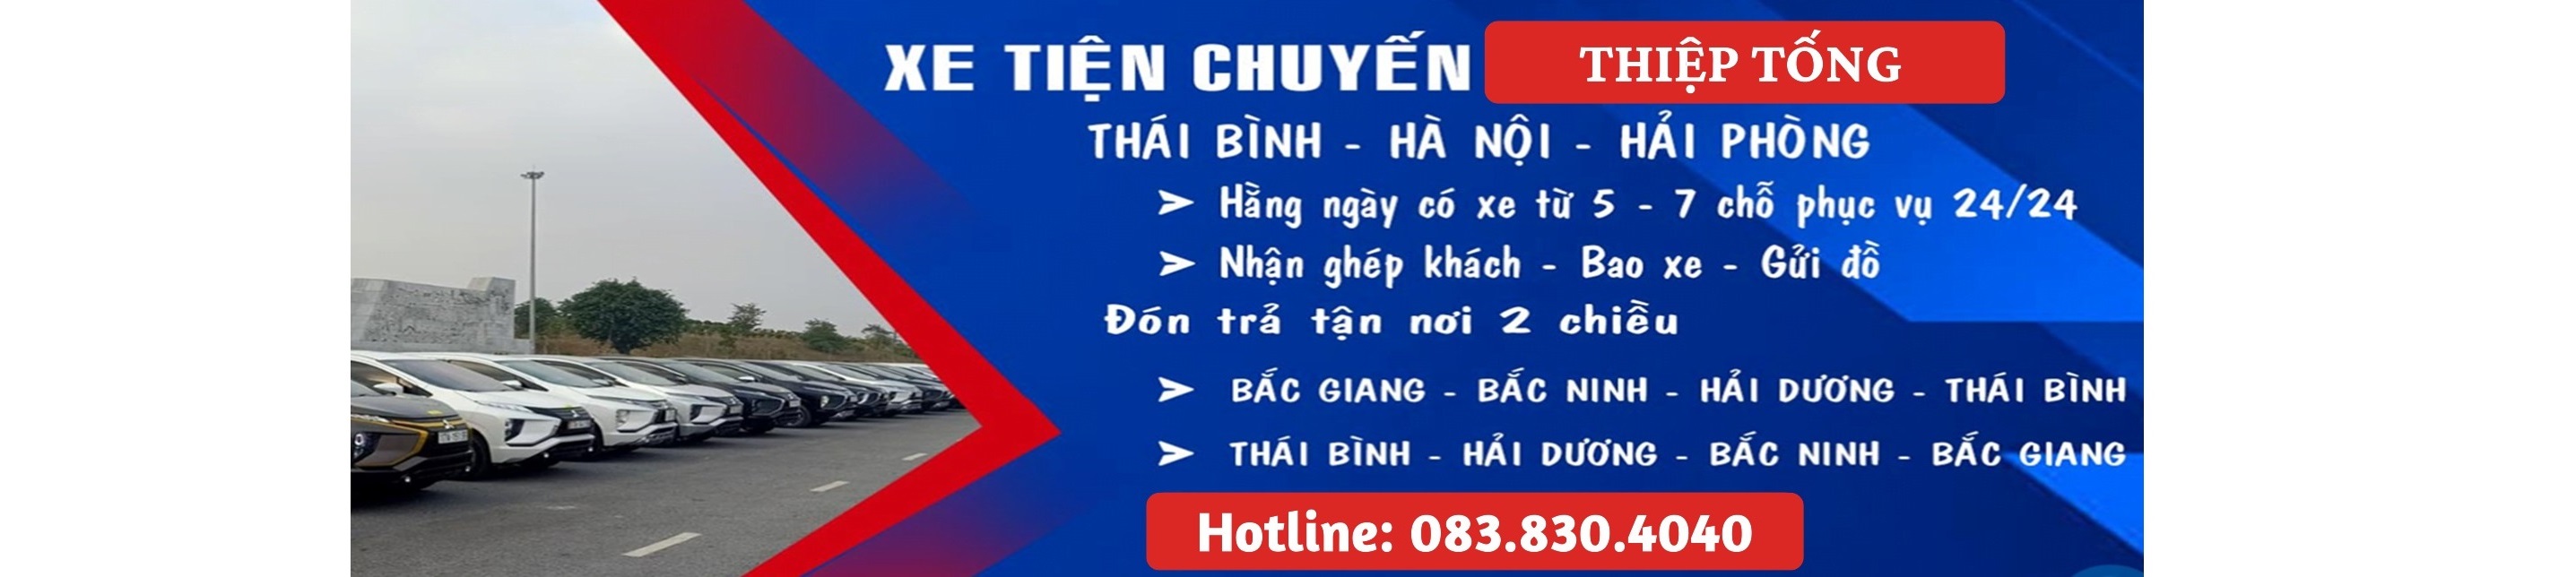 XE TIỆN CHUYẾN THIỆP TỐNG
THÁI BÌNH - HÀ NỘI - HẢI PHÒNG
➤ Hằng ngày có xe từ 5 - 7 chỗ phục vụ 24/24
➤ Nhận ghép khách - Bao xe - Gửi đồ
Đón trả tận nơi 2 chiều
➤ BẮC GIANG - BẮC NINH - HẢI DƯƠNG - THÁI BÌNH
➤ THÁI BÌNH - HẢI DƯƠNG - BẮC NINH - BẮC GIANG
Hotline: 083.830.4040